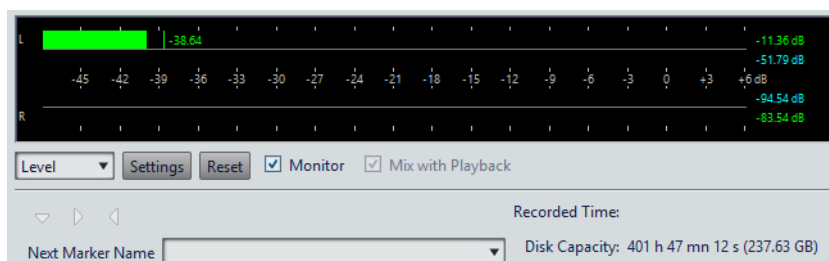 L -38.64 -11.36 dB
-51.79 dB
-45 -42 -39 -36 -33 -30 -27 -24 -21 -18 -15 -12 -9 -6 -3 0 +3 +6 dB
-94.54 dB
R -83.54 dB
Level Settings Reset Monitor Mix with Playback
Recorded Time:
Next Marker Name Disk Capacity: 401 h 47 mn 12 s (237.63 GB)